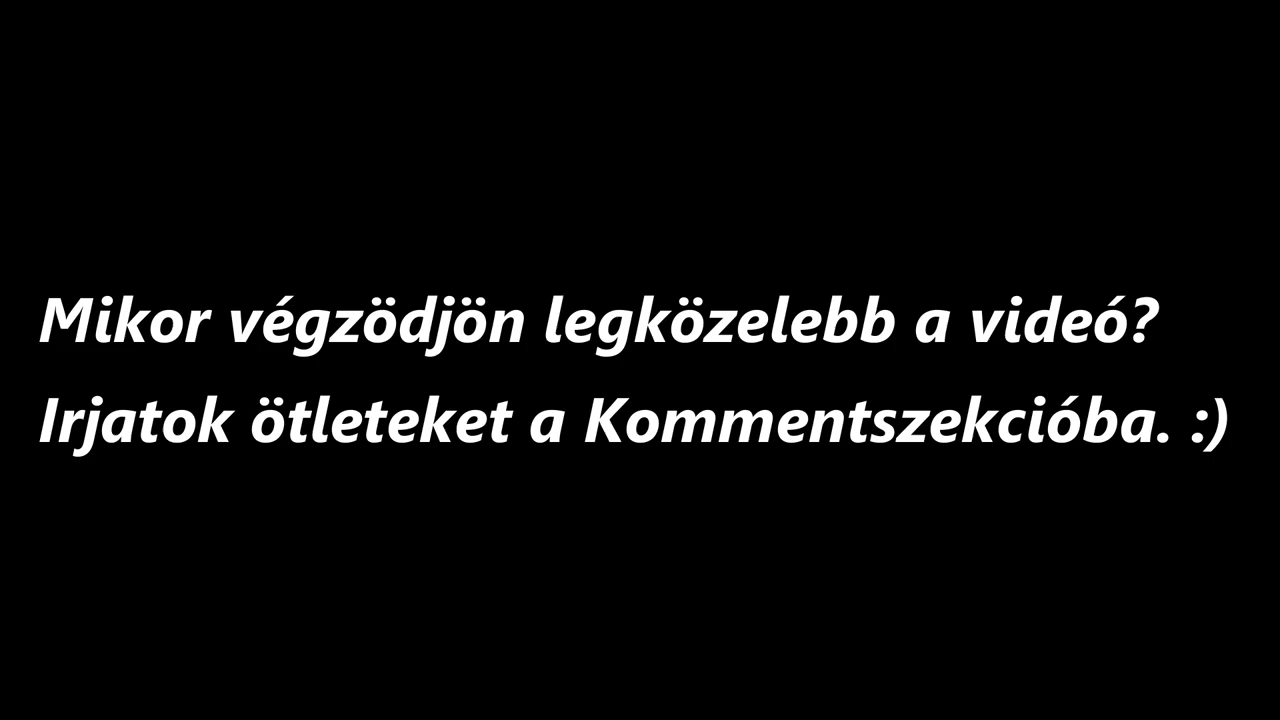 Mikor végzödjön legközelebb a videó?
Irjatok ötleteket a Kommentszekcióba. :)